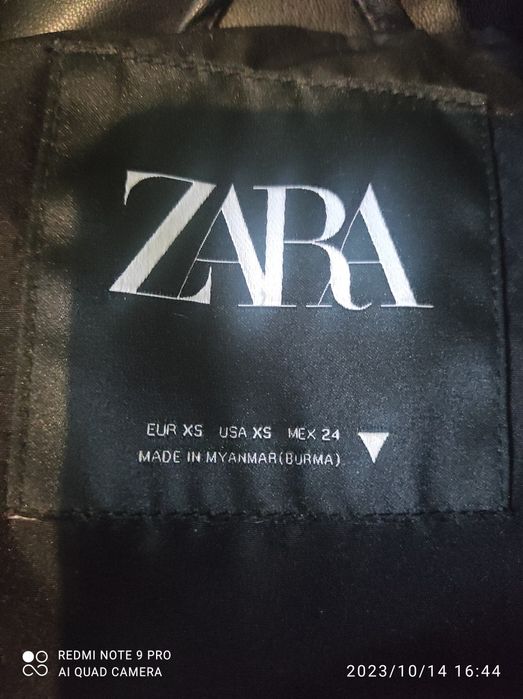 ZARA
EUR XS USA XS MEX 24
MADE IN MYANMAR(BURMA)
REDMI NOTE 9 PRO
AI QUAD CAMERA
2023/10/14 16:44